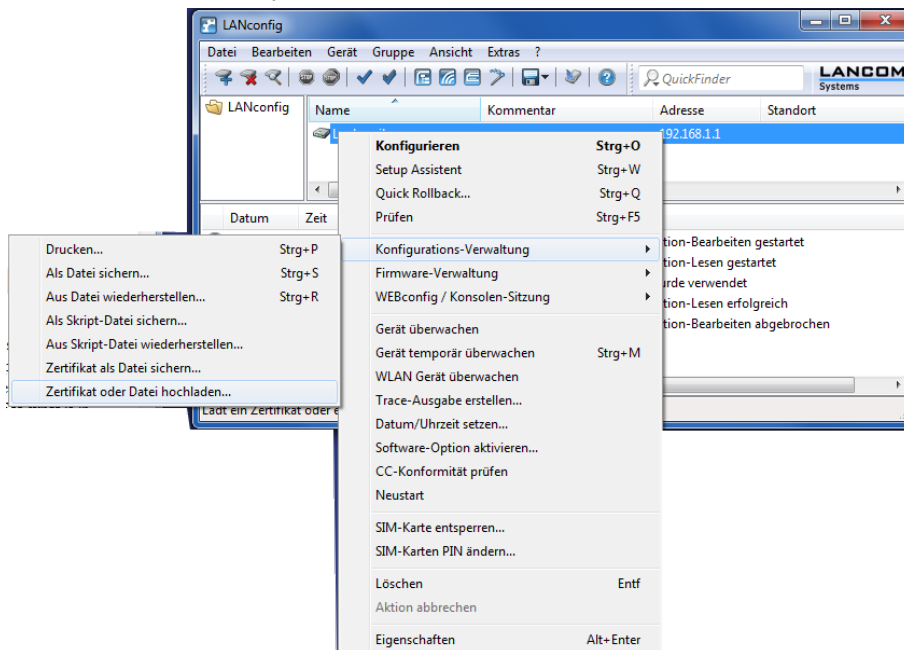 LANconfig
Datei Bearbeiten Gerät Gruppe Ansicht Extras ?
QuickFinder
LANCOM
Systems
LANconfig
Name Kommentar Adresse Standort
192.168.1.1
Konfigurieren Strg+O
Setup Assistent Strg+W
Quick Rollback... Strg+Q
Prüfen Strg+F5
Konfigurations-Verwaltung
Firmware-Verwaltung
WEBconfig / Konsolen-Sitzung
Gerät überwachen
Gerät temporär überwachen Strg+M
WLAN Gerät überwachen
Trace-Ausgabe erstellen...
Datum/Uhrzeit setzen...
Software-Option aktivieren...
CC-Konformität prüfen
Neustart
SIM-Karte entsperren...
SIM-Karten PIN ändern...
Löschen Entf
Aktion abbrechen
Eigenschaften Alt+Enter
Datum Zeit
tion-Bearbeiten gestartet
tion-Lesen gestartet
urde verwendet
tion-Lesen erfolgreich
tion-Bearbeiten abgebrochen
Drucken... Strg+P
Als Datei sichern... Strg+S
Aus Datei wiederherstellen... Strg+R
Als Skript-Datei sichern...
Aus Skript-Datei wiederherstellen...
Zertifikat als Datei sichern...
Zertifikat oder Datei hochladen...
Lädt ein Zertifikat oder e